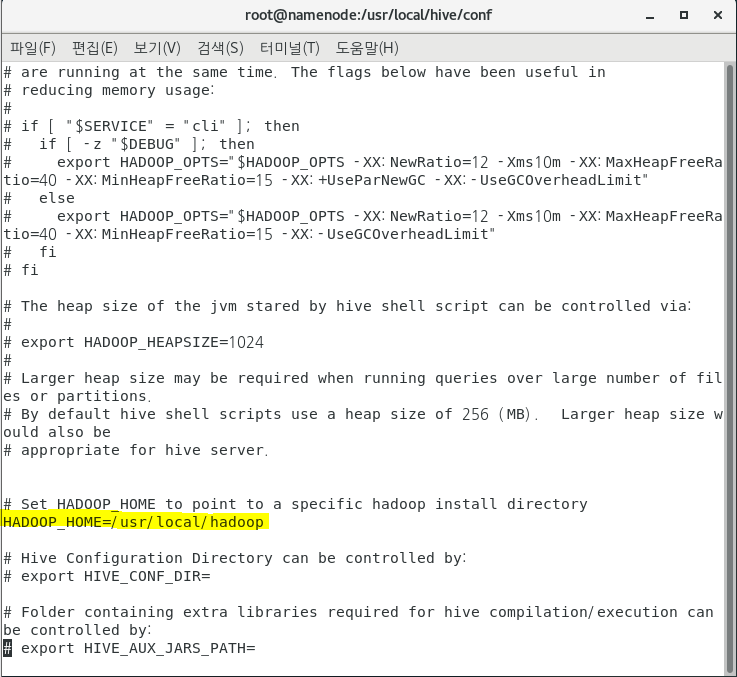 root@namenode:/usr/local/hive/conf
파일(F) 편집(E) 보기(V) 검색(S) 터미널(T) 도움말(H)
# are running at the same time. The flags below have been useful in
# reducing memory usage:
#
# if [ "$SERVICE" = "cli" ]; then
#   if [ -z "$DEBUG" ]; then
#     export HADOOP_OPTS="$HADOOP_OPTS -XX:NewRatio=12 -Xms10m -XX:MaxHeapFreeRa
tio=40 -XX:MinHeapFreeRatio=15 -XX:+UseParNewGC -XX:-UseGCOverheadLimit"
#   else
#     export HADOOP_OPTS="$HADOOP_OPTS -XX:NewRatio=12 -Xms10m -XX:MaxHeapFreeRa
tio=40 -XX:MinHeapFreeRatio=15 -XX:-UseGCOverheadLimit"
#   fi
# fi
# The heap size of the jvm stared by hive shell script can be controlled via:
#
# export HADOOP_HEAPSIZE=1024
#
# Larger heap size may be required when running queries over large number of fil
es or partitions.
# By default hive shell scripts use a heap size of 256 (MB).  Larger heap size w
ould also be
# appropriate for hive server.
# Set HADOOP_HOME to point to a specific hadoop install directory
HADOOP_HOME=/usr/local/hadoop
# Hive Configuration Directory can be controlled by:
# export HIVE_CONF_DIR=
# Folder containing extra libraries required for hive compilation/execution can
be controlled by:
# export HIVE_AUX_JARS_PATH=